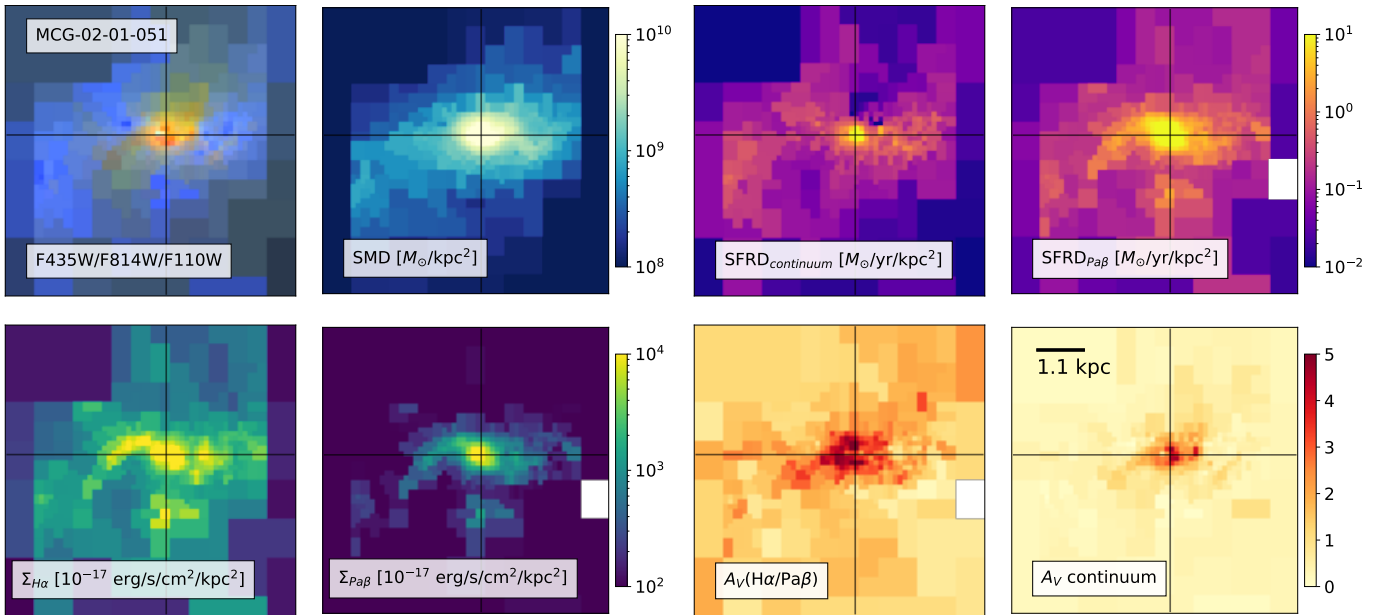 MCG-02-01-051
F435W/F814W/F110W
SMD [M⊙/kpc²]
10¹⁰
10⁹
10⁸
SFRD_continuum [M⊙/yr/kpc²]
SFRD_Paβ [M⊙/yr/kpc²]
10¹
10⁰
10⁻¹
10⁻²
Σ_Hα [10⁻¹⁷ erg/s/cm²/kpc²]
Σ_Paβ [10⁻¹⁷ erg/s/cm²/kpc²]
10⁴
10³
10²
A_V(Hα/Paβ)
1.1 kpc
A_V continuum
5
4
3
2
1
0